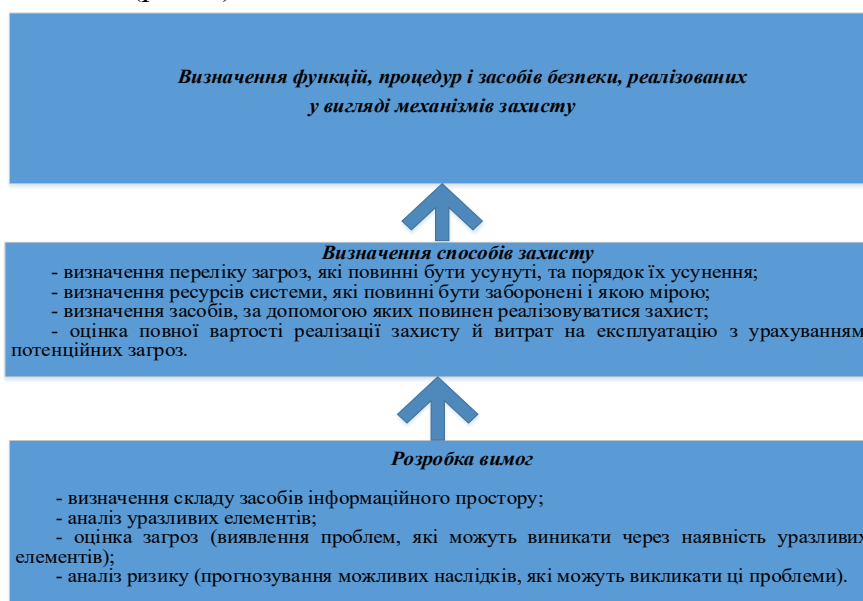 Визначення функцій, процедур і засобів безпеки, реалізованих
у вигляді механізмів захисту
Визначення способів захисту
- визначення переліку загроз, які повинні бути усунуті, та порядок їх усунення;
- визначення ресурсів системи, які повинні бути заборонені і якою мірою;
- визначення засобів, за допомогою яких повинен реалізовуватися захист;
- оцінка повної вартості реалізації захисту й витрат на експлуатацію з урахуванням
потенційних загроз.
Розробка вимог
- визначення складу засобів інформаційного простору;
- аналіз уразливих елементів;
- оцінка загроз (виявлення проблем, які можуть виникати через наявність уразливих
елементів);
- аналіз ризику (прогнозування можливих наслідків, які можуть викликати ці проблеми).